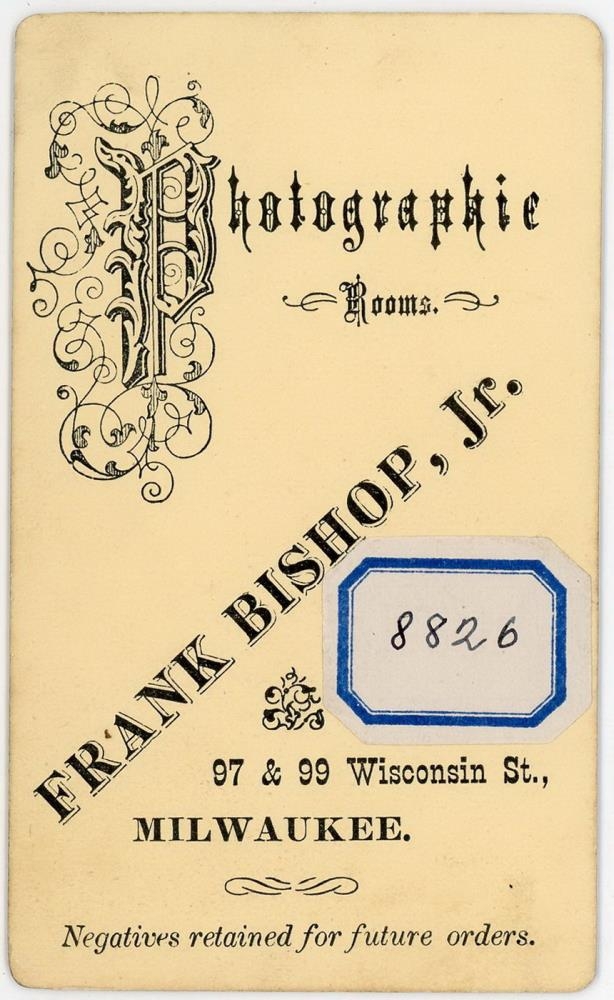 Photographic
Rooms.
FRANK BISHOP, Jr.
8826
97 & 99 Wisconsin St.,
MILWAUKEE.
Negatives retained for future orders.